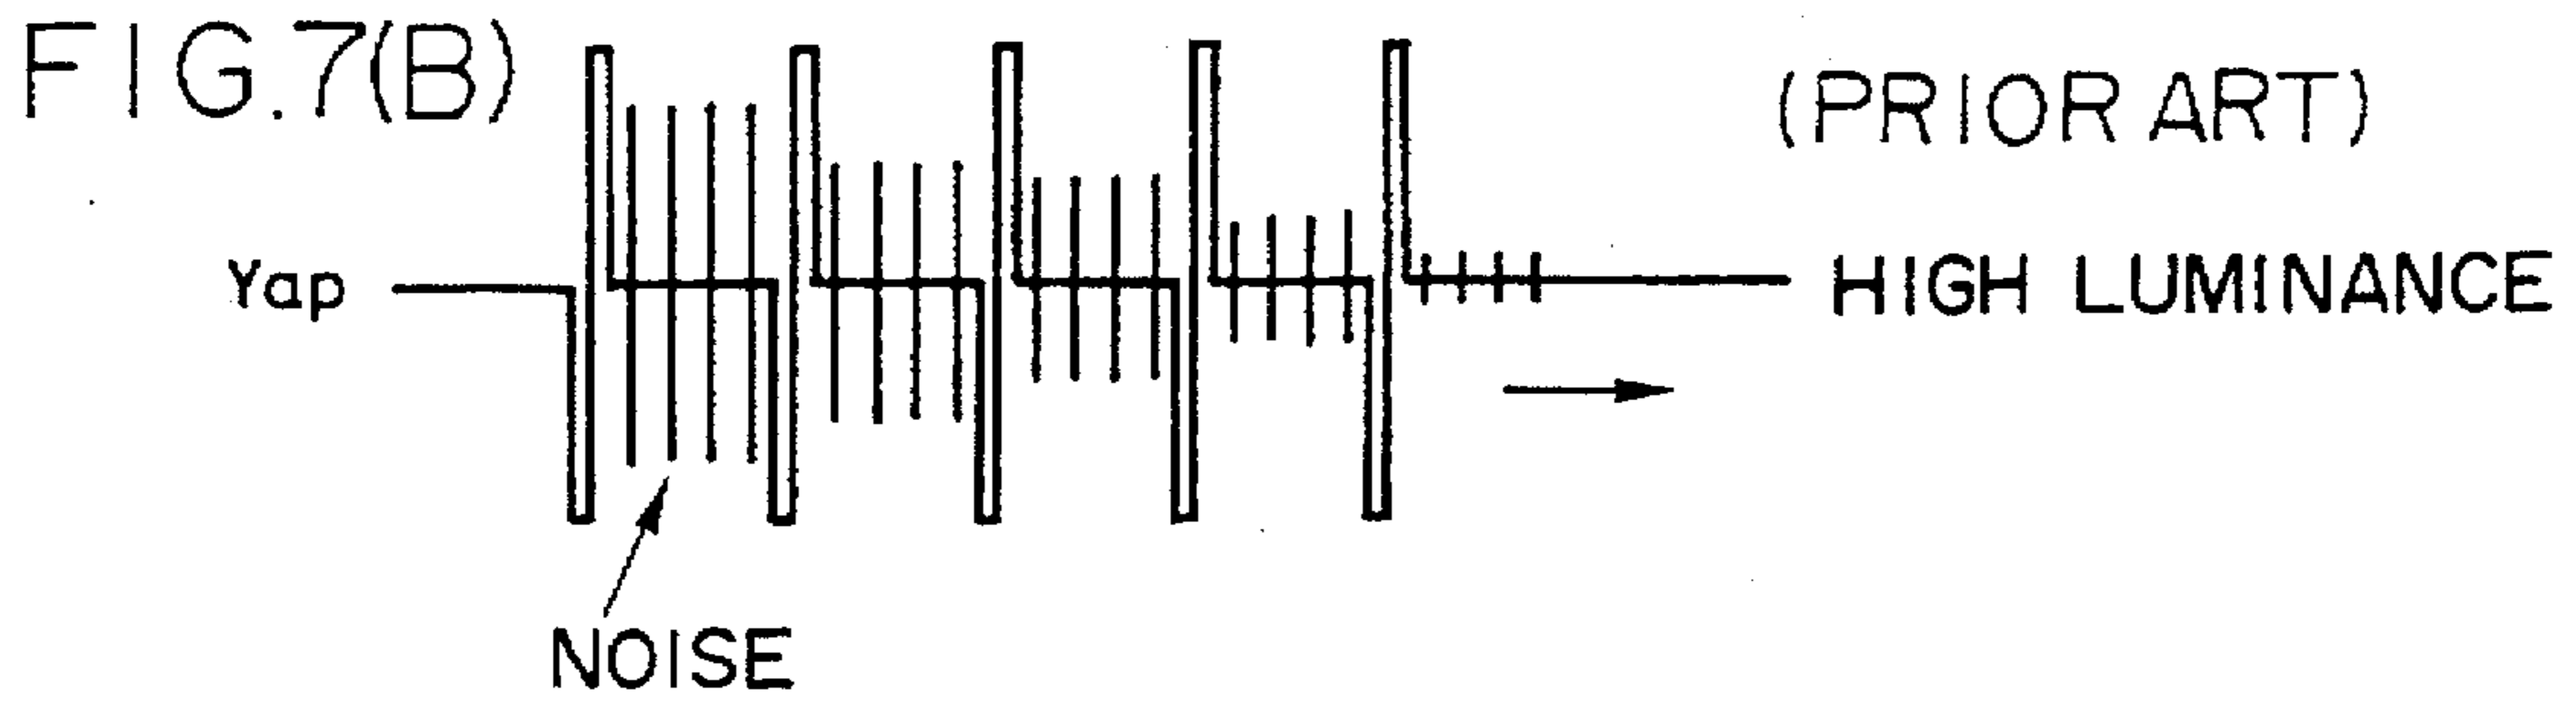 FIG.7(B)
(PRIOR ART)
Yap
HIGH LUMINANCE
NOISE